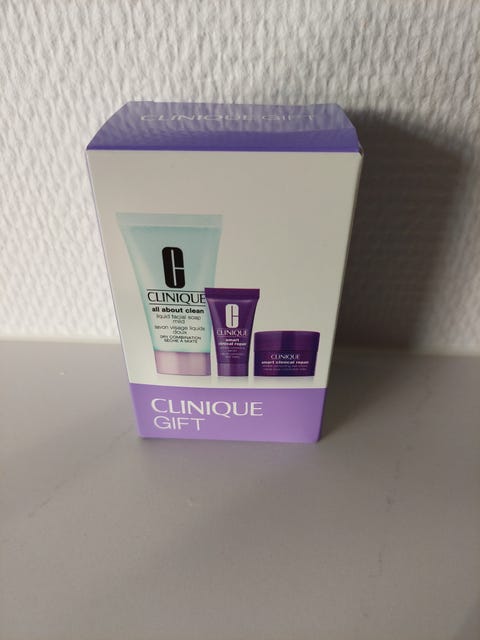 CLINIQUE GIFT
C
CLINIQUE
all about clean
liquid facial soap
mild
savon visage liquide
doux
DRY COMBINATION
SÈCHE À MIXTE
C
CLINIQUE
smart
clinical repair
CLINIQUE
smart clinical repair
CLINIQUE
GIFT